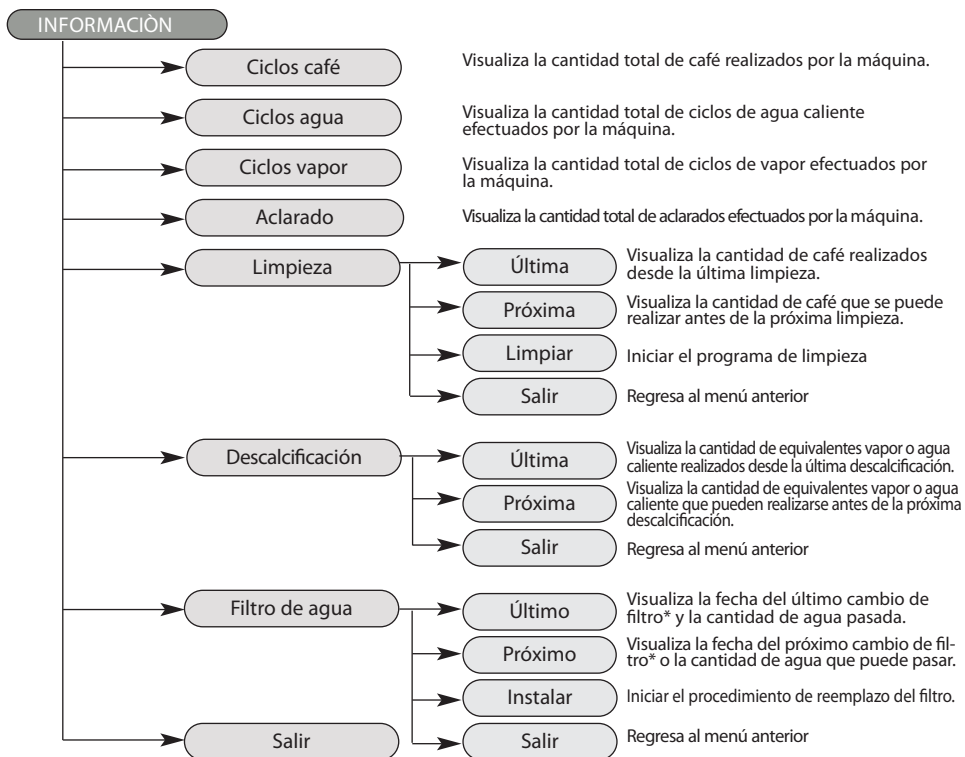 INFORMACIÒN
Ciclos café
Visualiza la cantidad total de café realizados por la máquina.
Ciclos agua
Visualiza la cantidad total de ciclos de agua caliente
efectuados por la máquina.
Ciclos vapor
Visualiza la cantidad total de ciclos de vapor efectuados por
la máquina.
Aclarado
Visualiza la cantidad total de aclarados efectuados por la máquina.
Limpieza
Última
Visualiza la cantidad de café realizados
desde la última limpieza.
Próxima
Visualiza la cantidad de café que se puede
realizar antes de la próxima limpieza.
Limpiar
Iniciar el programa de limpieza
Salir
Regresa al menú anterior
Descalcificación
Última
Visualiza la cantidad de equivalentes vapor o agua
caliente realizados desde la última descalcificación.
Próxima
Visualiza la cantidad de equivalentes vapor o agua
caliente que pueden realizarse antes de la próxima
descalcificación.
Salir
Regresa al menú anterior
Filtro de agua
Último
Visualiza la fecha del último cambio de
filtro* y la cantidad de agua pasada.
Próximo
Visualiza la fecha del próximo cambio de fil-
tro* o la cantidad de agua que puede pasar.
Instalar
Iniciar el procedimiento de reemplazo del filtro.
Salir
Salir
Regresa al menú anterior